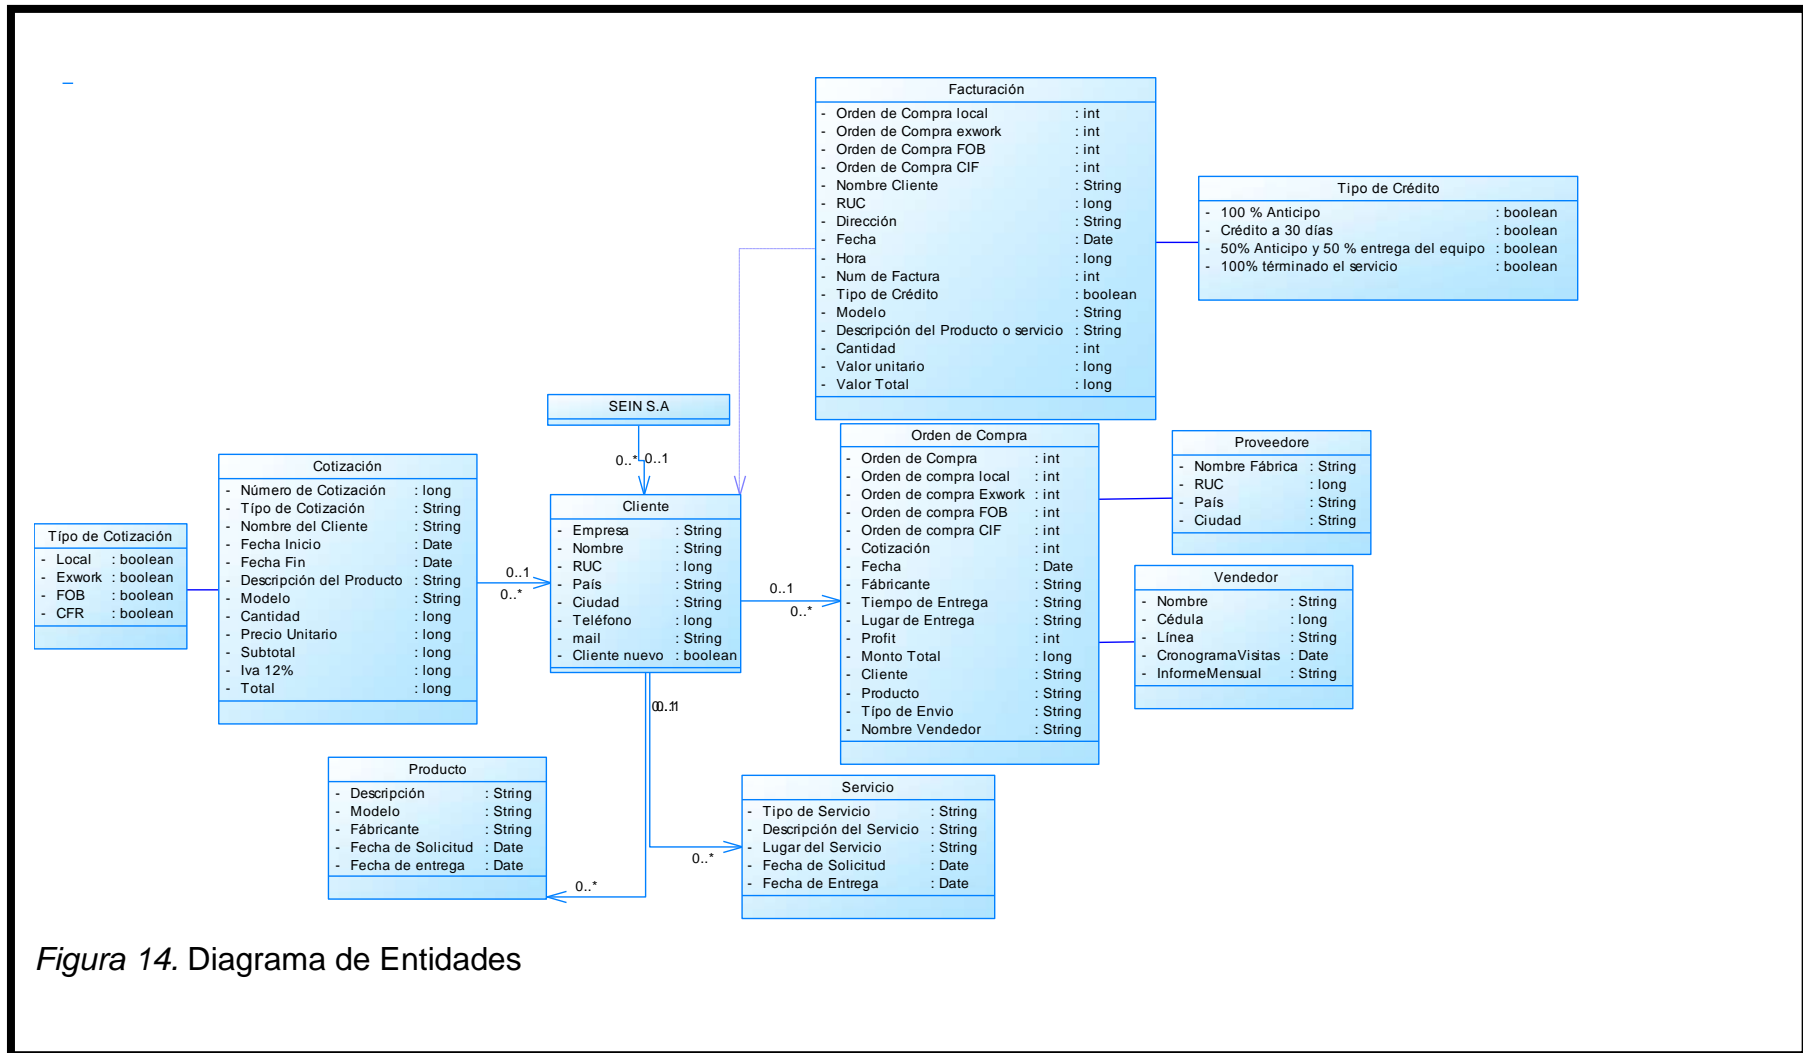 Facturación
- Orden de Compra local : int
- Orden de Compra exwork : int
- Orden de Compra FOB : int
- Orden de Compra CIF : int
- Nombre Cliente : String
- RUC : long
- Dirección : String
- Fecha : Date
- Hora : long
- Num de Factura : int
- Tipo de Crédito : boolean
- Modelo : String
- Descripción del Producto o servicio : String
- Cantidad : int
- Valor unitario : long
- Valor Total : long
Tipo de Crédito
- 100 % Anticipo : boolean
- Crédito a 30 días : boolean
- 50% Anticipo y 50 % entrega del equipo : boolean
- 100% términado el servicio : boolean
SEIN S.A
0..* 0..1
Típo de Cotización
- Local : boolean
- Exwork : boolean
- FOB : boolean
- CFR : boolean
Cotización
- Número de Cotización : long
- Típo de Cotización : String
- Nombre del Cliente : String
- Fecha Inicio : Date
- Fecha Fin : Date
- Descripción del Producto : String
- Modelo : String
- Cantidad : long
- Precio Unitario : long
- Subtotal : long
- Iva 12% : long
- Total : long
0..1
0..*
Cliente
- Empresa : String
- Nombre : String
- RUC : long
- País : String
- Ciudad : String
- Teléfono : long
- mail : String
- Cliente nuevo : boolean
0..1
0..*
Orden de Compra
- Orden de Compra : int
- Orden de compra local : int
- Orden de compra Exwork : int
- Orden de compra FOB : int
- Orden de compra CIF : int
- Cotización : int
- Fecha : Date
- Fábricante : String
- Tiempo de Entrega : String
- Lugar de Entrega : String
- Profit : int
- Monto Total : long
- Cliente : String
- Producto : String
- Típo de Envio : String
- Nombre Vendedor : String
Proveedore
- Nombre Fábrica : String
- RUC : long
- País : String
- Ciudad : String
Vendedor
- Nombre : String
- Cédula : long
- Línea : String
- CronogramaVisitas : Date
- InformeMensual : String
Producto
- Descripción : String
- Modelo : String
- Fábricante : String
- Fecha de Solicitud : Date
- Fecha de entrega : Date
0..*
0..*
Servicio
- Tipo de Servicio : String
- Descripción del Servicio : String
- Lugar del Servicio : String
- Fecha de Solicitud : Date
- Fecha de Entrega : Date
Figura 14. Diagrama de Entidades